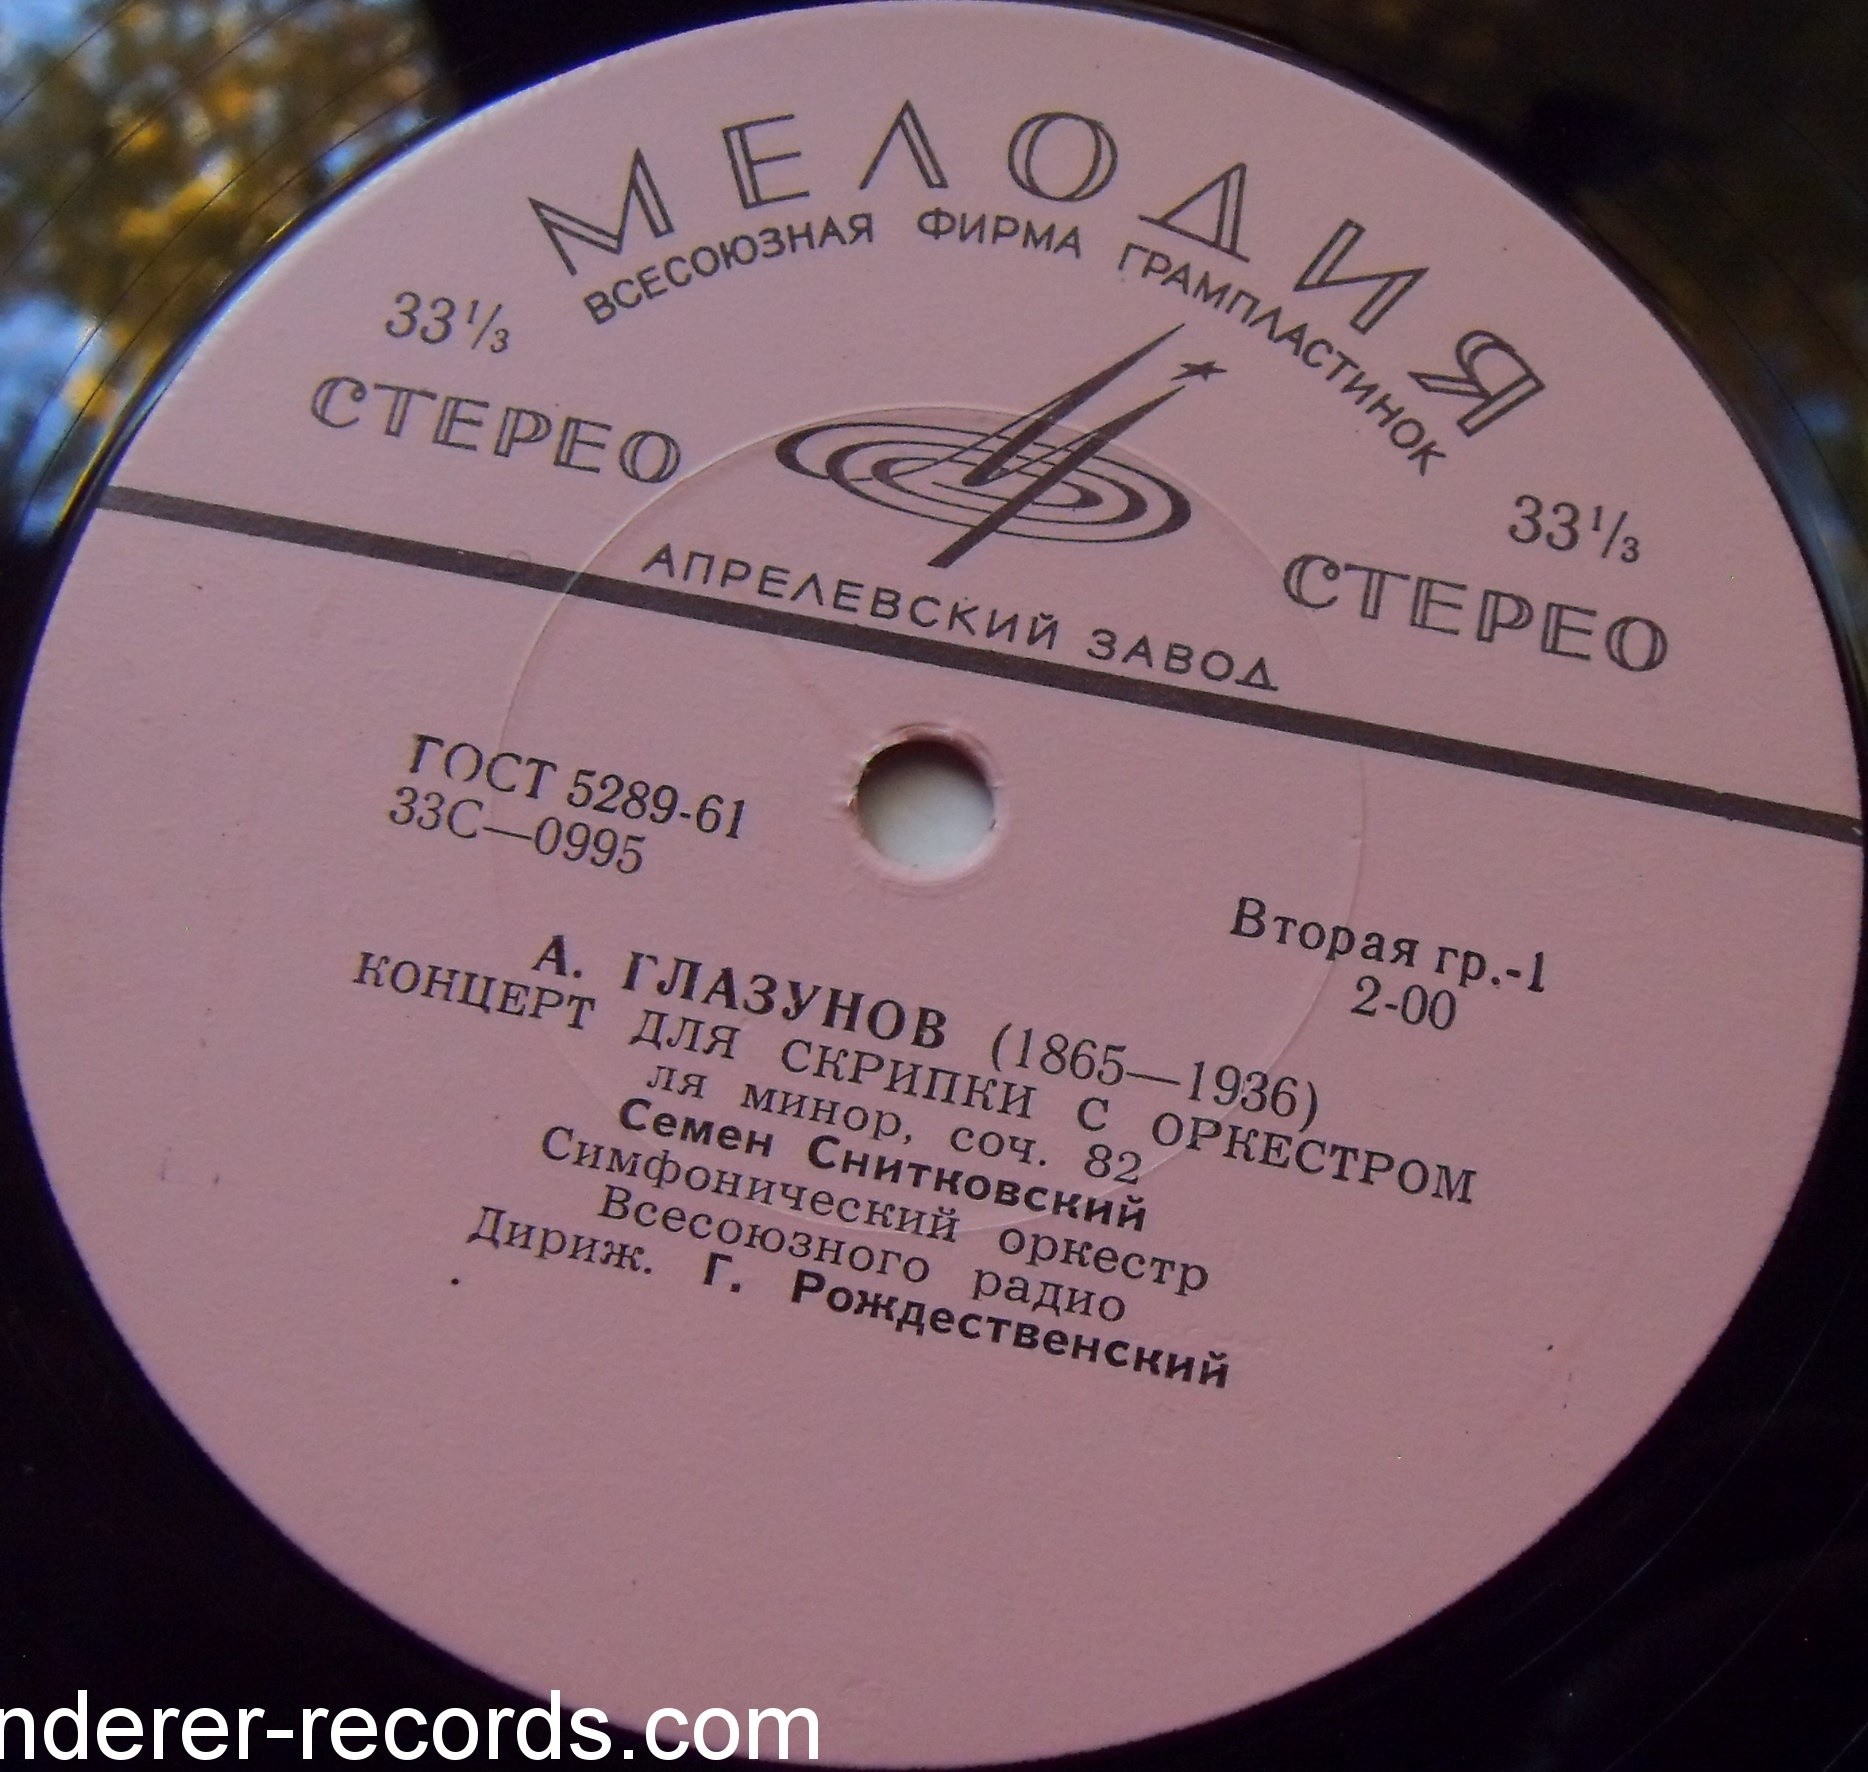 МЕЛОДИЯ
ВСЕСОЮЗНАЯ ФИРМА ГРАМПЛАСТИНОК
33⅓
СТЕРЕО
33⅓
СТЕРЕО
АПРЕЛЕВСКИЙ ЗАВОД
ГОСТ 5289-61
33С—0995
Вторая гр.-1
2-00
А. ГЛАЗУНОВ (1865—1936)
КОНЦЕРТ ДЛЯ СКРИПКИ С ОРКЕСТРОМ
ля минор, соч. 82
Семен Снитковский
Симфонический оркестр
Всесоюзного радио
Дириж. Г. Рождественский
nderer-records.com